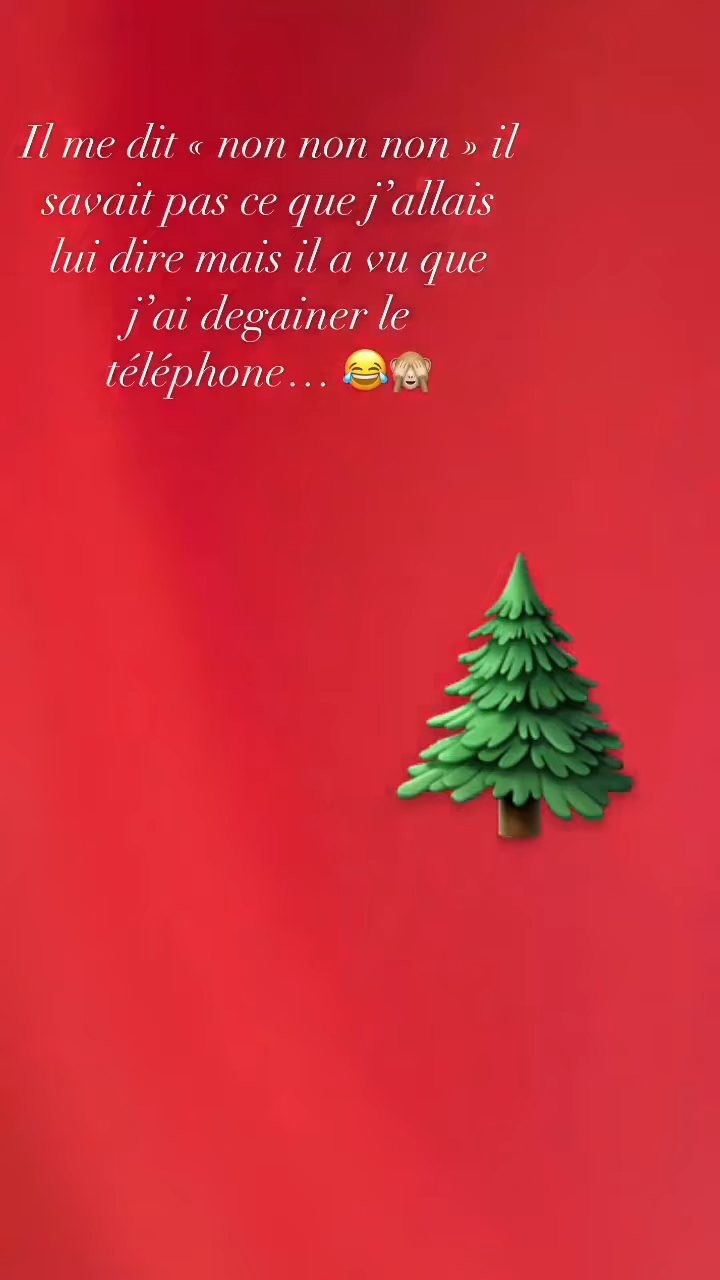 Il me dit « non non non » il
savait pas ce que j’allais
lui dire mais il a vu que
j’ai degainer le
téléphone… 😂🙈